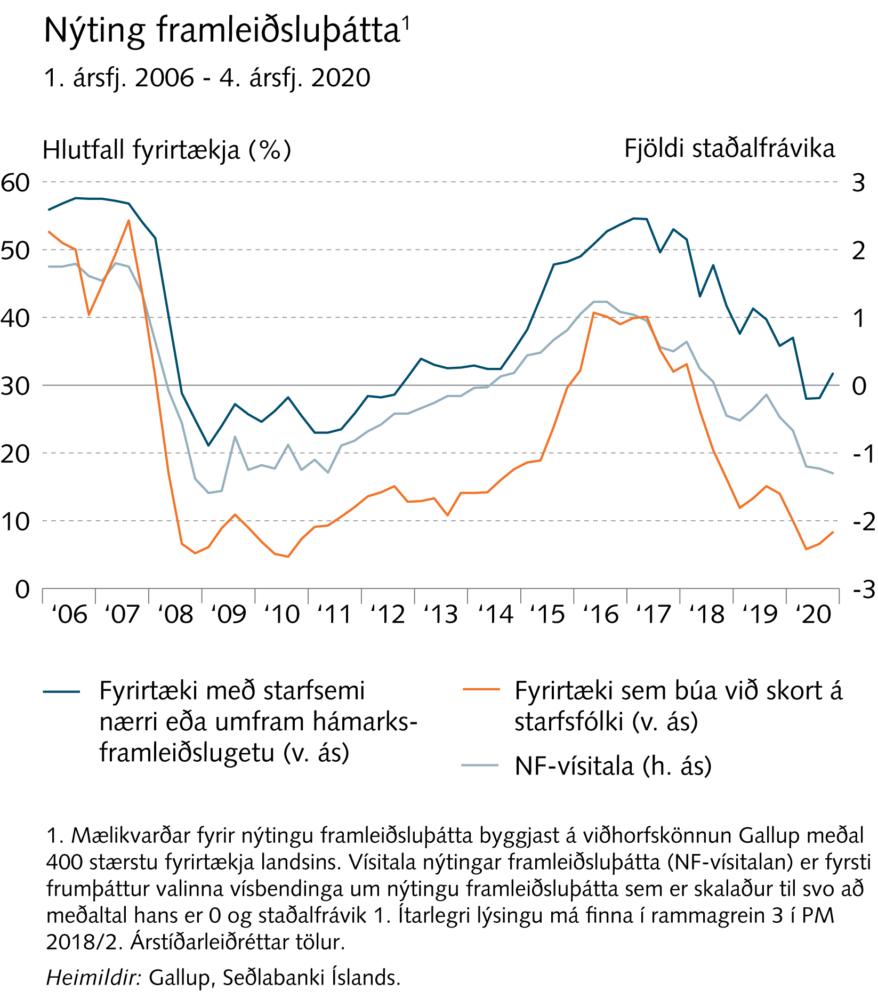 Nýting framleiðsluþátta¹
1. ársfj. 2006 - 4. ársfj. 2020
Hlutfall fyrirtækja (%)
Fjöldi staðalfrávika
60
3
50
2
40
1
30
0
20
-1
10
-2
0
-3
‘06 ‘07 ‘08 ‘09 ‘10 ‘11 ‘12 ‘13 ‘14 ‘15 ‘16 ‘17 ‘18 ‘19 ‘20
Fyrirtæki með starfsemi
nærri eða umfram hámarks-
framleiðslugetu (v. ás)
Fyrirtæki sem búa við skort á
starfsfólki (v. ás)
NF-vísitala (h. ás)
1. Mælikvarðar fyrir nýtingu framleiðsluþátta byggjast á viðhorfskönnun Gallup meðal
400 stærstu fyrirtækja landsins. Vísitala nýtingar framleiðsluþátta (NF-vísitalan) er fyrsti
frumþáttur valinna vísbendinga um nýtingu framleiðsluþátta sem er skalaður til svo að
meðaltal hans er 0 og staðalfrávik 1. Ítarlegri lýsingu má finna í rammagrein 3 í PM
2018/2. Árstíðarleiðréttar tölur.
Heimildir: Gallup, Seðlabanki Íslands.